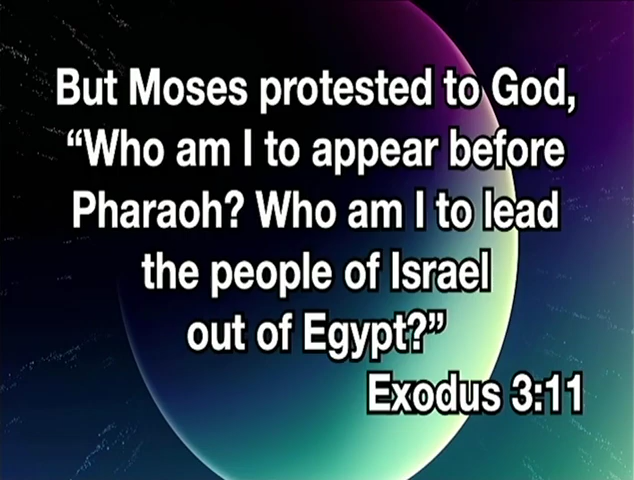 But Moses protested to God,
“Who am I to appear before
Pharaoh? Who am I to lead
the people of Israel
out of Egypt?”
Exodus 3:11